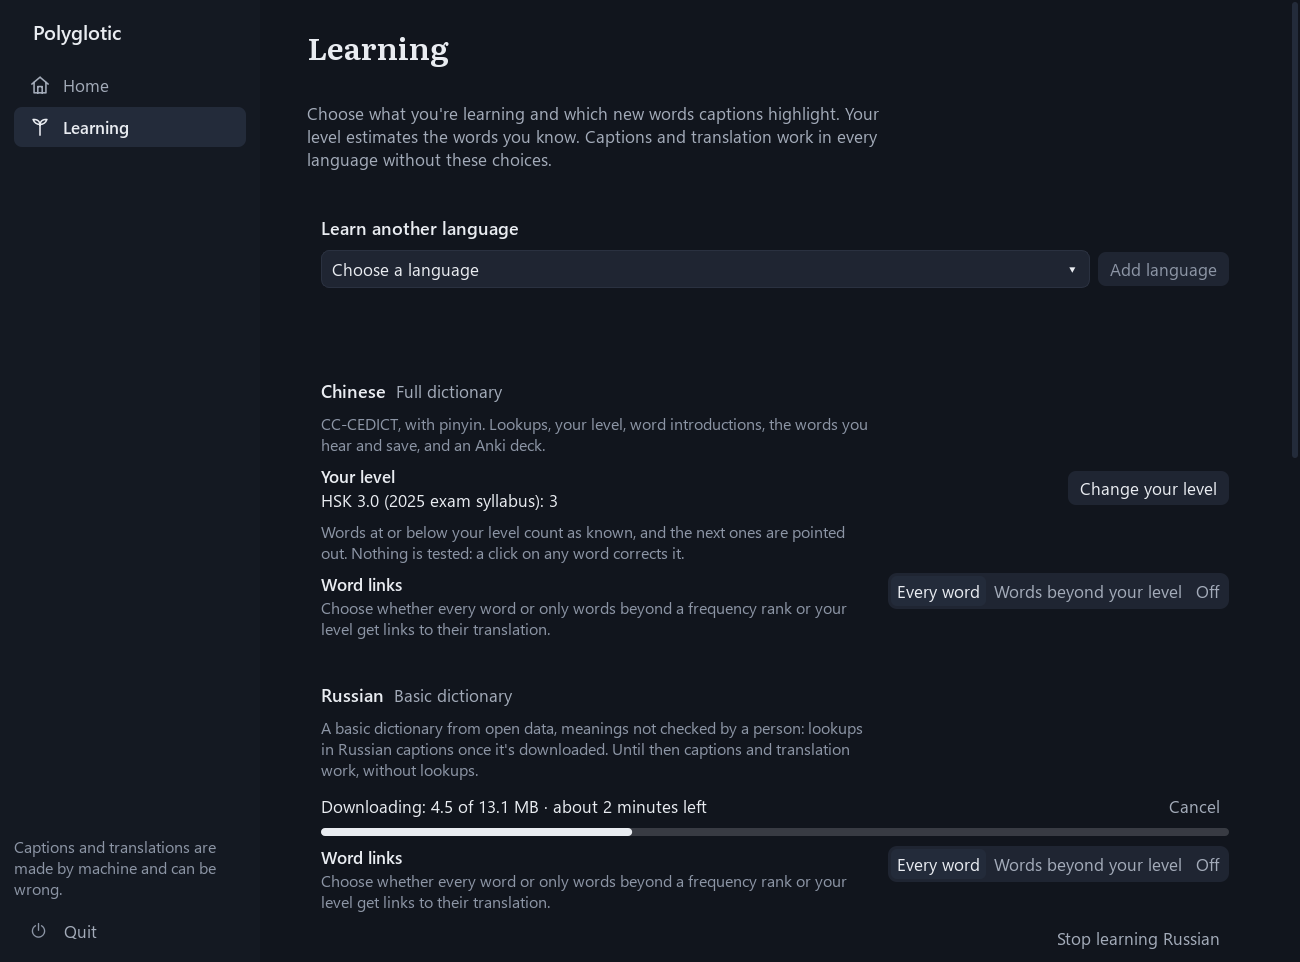 Polyglotic
Home
Learning
Captions and translations are
made by machine and can be
wrong.
Quit
Learning
Choose what you're learning and which new words captions highlight. Your
level estimates the words you know. Captions and translation work in every
language without these choices.
Learn another language
Choose a language
Add language
Chinese Full dictionary
CC-CEDICT, with pinyin. Lookups, your level, word introductions, the words you
hear and save, and an Anki deck.
Your level
HSK 3.0 (2025 exam syllabus): 3
Change your level
Words at or below your level count as known, and the next ones are pointed
out. Nothing is tested: a click on any word corrects it.
Word links
Every word Words beyond your level Off
Choose whether every word or only words beyond a frequency rank or your
level get links to their translation.
Russian Basic dictionary
A basic dictionary from open data, meanings not checked by a person: lookups
in Russian captions once it's downloaded. Until then captions and translation
work, without lookups.
Downloading: 4.5 of 13.1 MB · about 2 minutes left
Cancel
Word links
Every word Words beyond your level Off
Choose whether every word or only words beyond a frequency rank or your
level get links to their translation.
Stop learning Russian